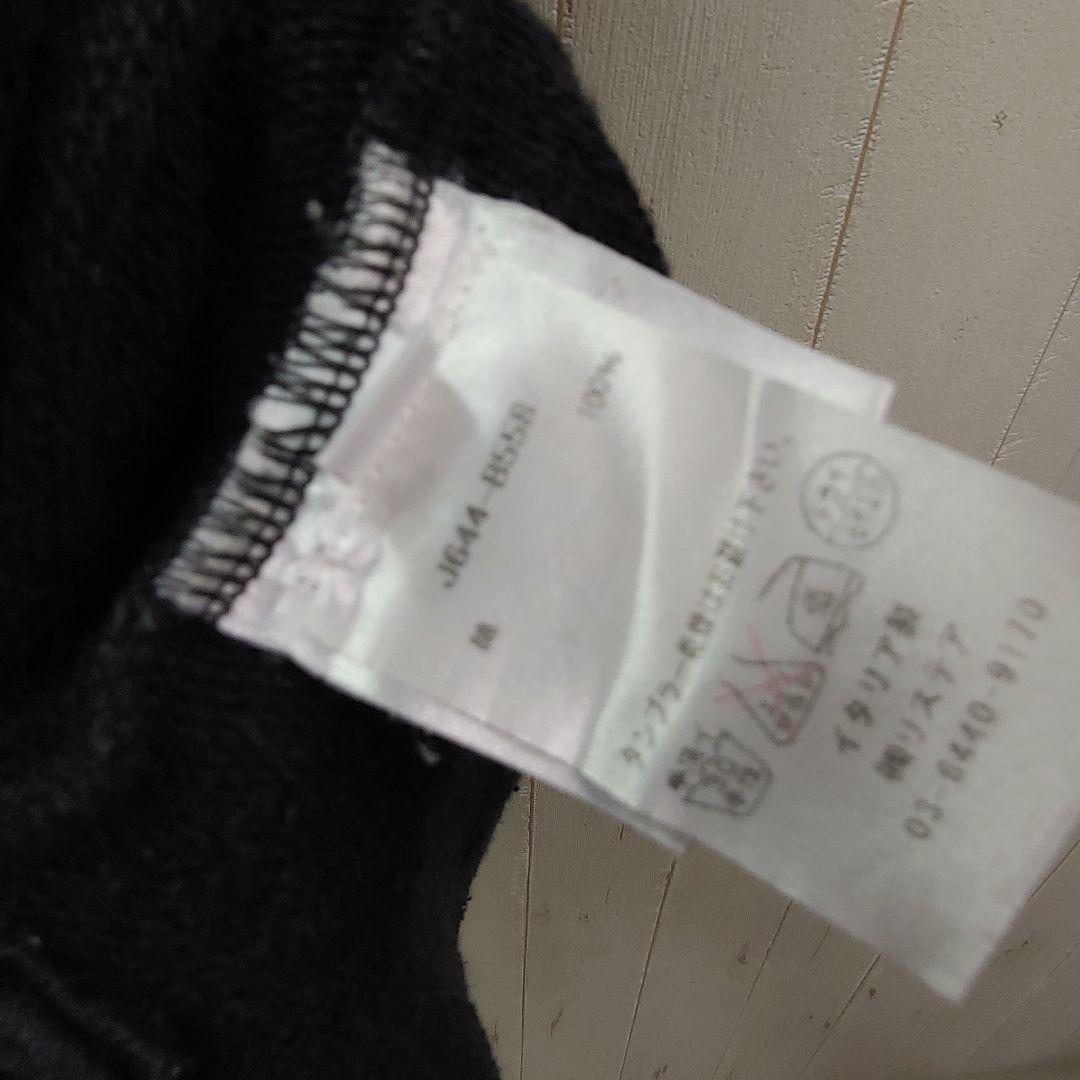 J644-B558
綿 100%
タンブラー乾燥はお避け下さい。
イタリア製
㈱リステア
03-6440-9170